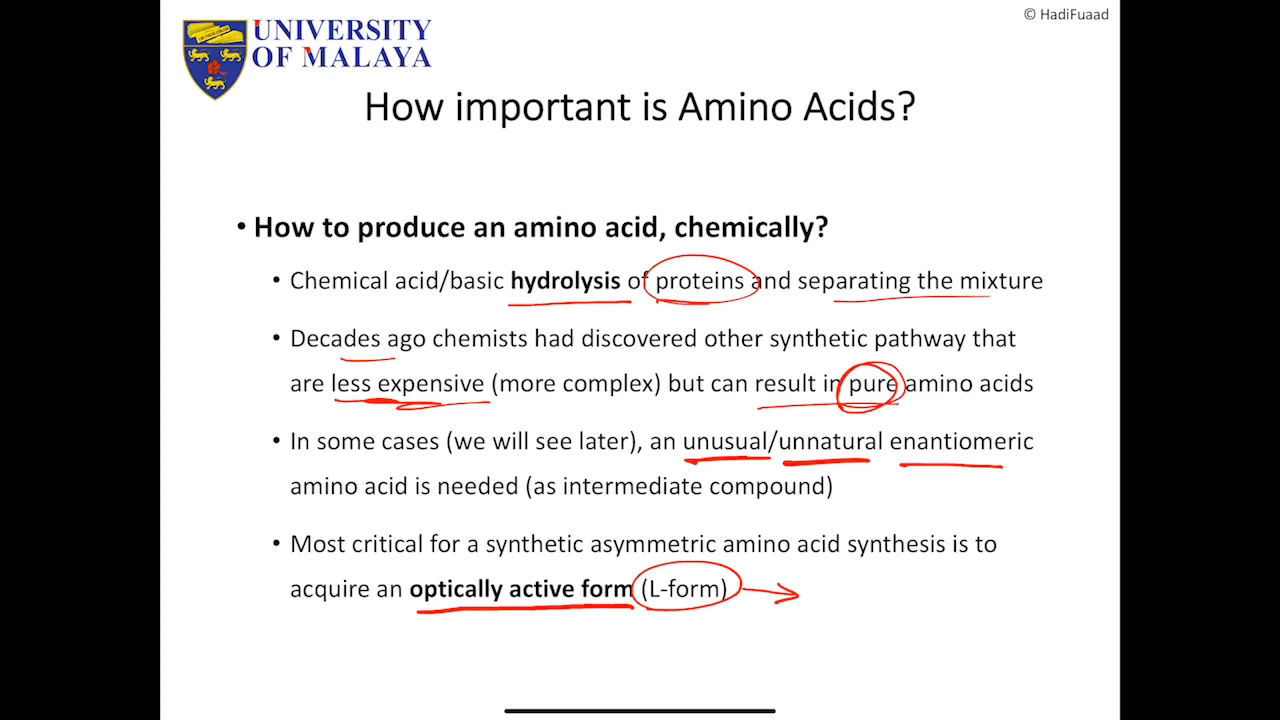 © HadiFuaad
UNIVERSITY
OF MALAYA
How important is Amino Acids?
• How to produce an amino acid, chemically?
• Chemical acid/basic hydrolysis of proteins and separating the mixture
• Decades ago chemists had discovered other synthetic pathway that
are less expensive (more complex) but can result in pure amino acids
• In some cases (we will see later), an unusual/unnatural enantiomeric
amino acid is needed (as intermediate compound)
• Most critical for a synthetic asymmetric amino acid synthesis is to
acquire an optically active form (L-form)